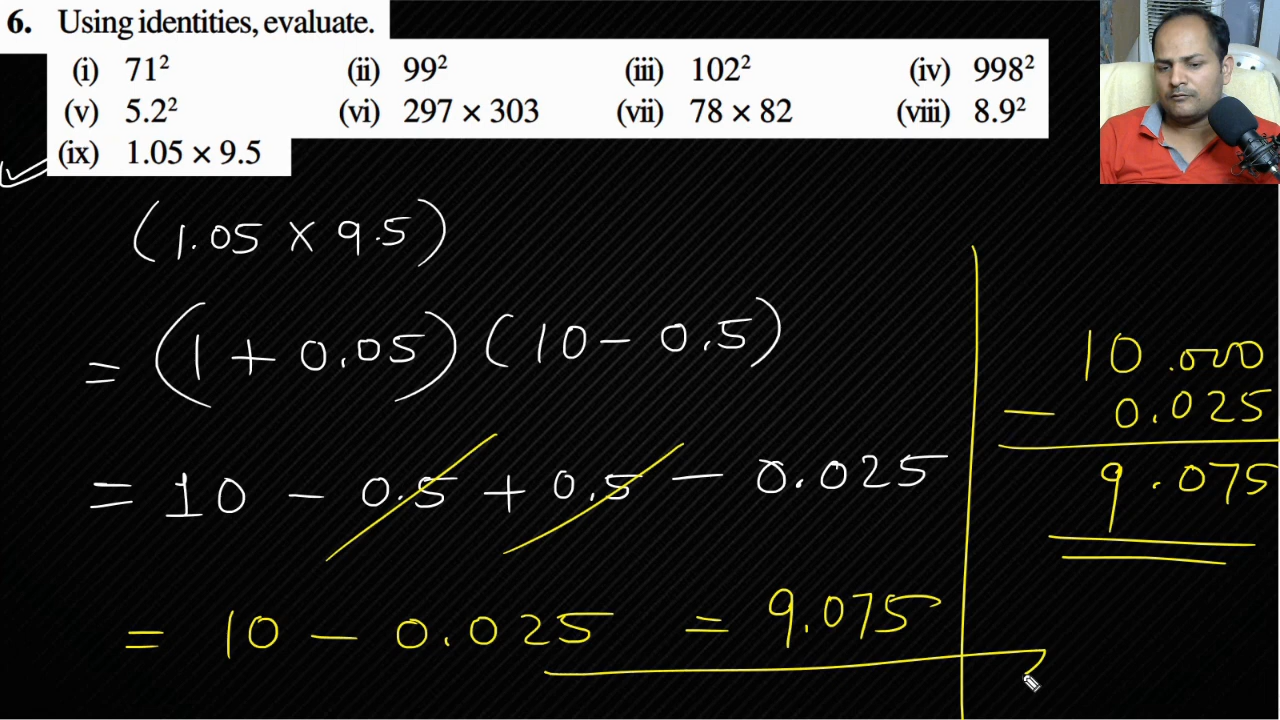 6. Using identities, evaluate.
(i) 71² (ii) 99² (iii) 102² (iv) 998²
(v) 5.2² (vi) 297 × 303 (vii) 78 × 82 (viii) 8.9²
(ix) 1.05 × 9.5
(1.05 × 9.5)
= (1 + 0.05) (10 - 0.5)
= 10 - 0.5 + 0.5 - 0.025
= 10 - 0.025 = 9.075
10.000
- 0.025
9.075